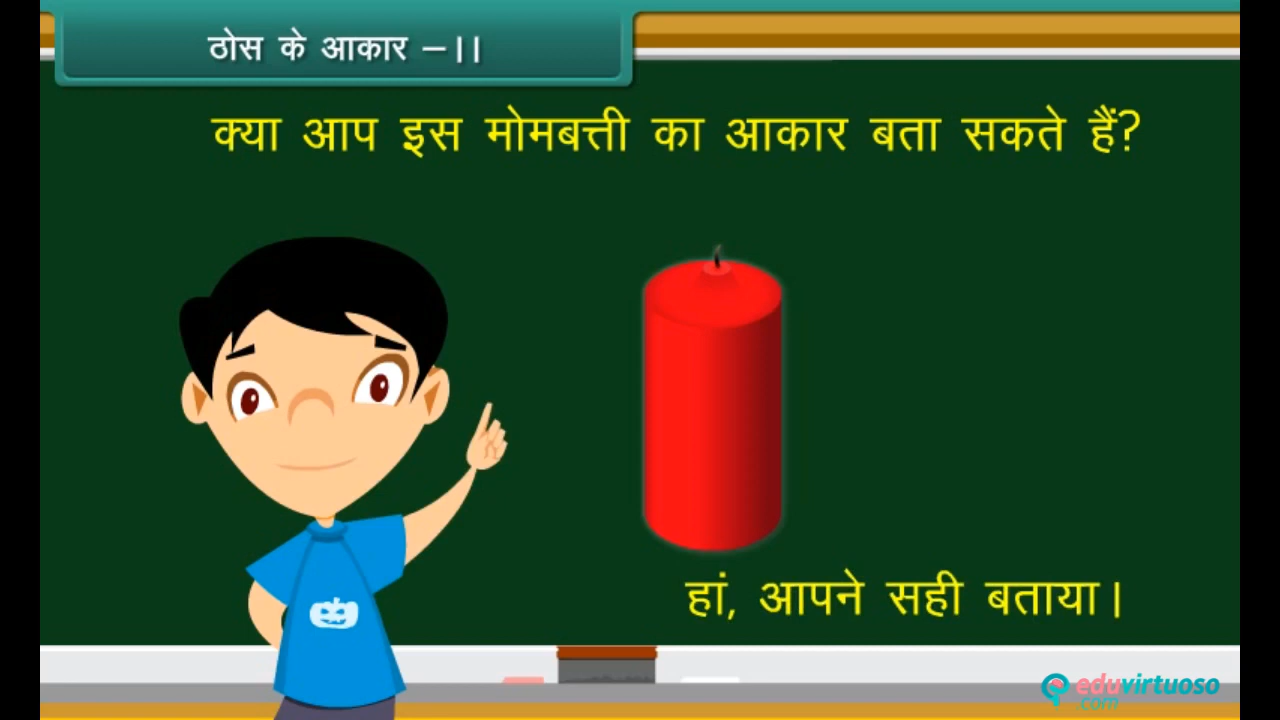 ठोस के आकार –।।
क्या आप इस मोमबत्ती का आकार बता सकते हैं?
हां, आपने सही बताया।
eduvirtuoso
.com